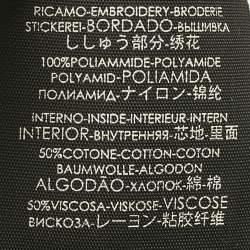 RICAMO-EMBROIDERY-BRODERIE
STICKEREI-BORDADO-ВЫШИВКА
ししゅう部分-绣花
100%POLIAMMIDE-POLYAMIDE
POLYAMID-POLIAMIDA
ПОЛИАМИД-ナイロン-锦纶
INTERNO-INSIDE-INTERIEUR-INTERN
INTERIOR-ВНУТРЕННЯЯ-芯地-里面
50%COTONE-COTTON-COTON
BAUMWOLLE-ALGODÓN
ALGODÃO-ХЛОПОК-綿-棉
50%VISCOSA-VISKOSE-VISCOSE
ВИСКОЗА-レーヨン-粘胶纤维